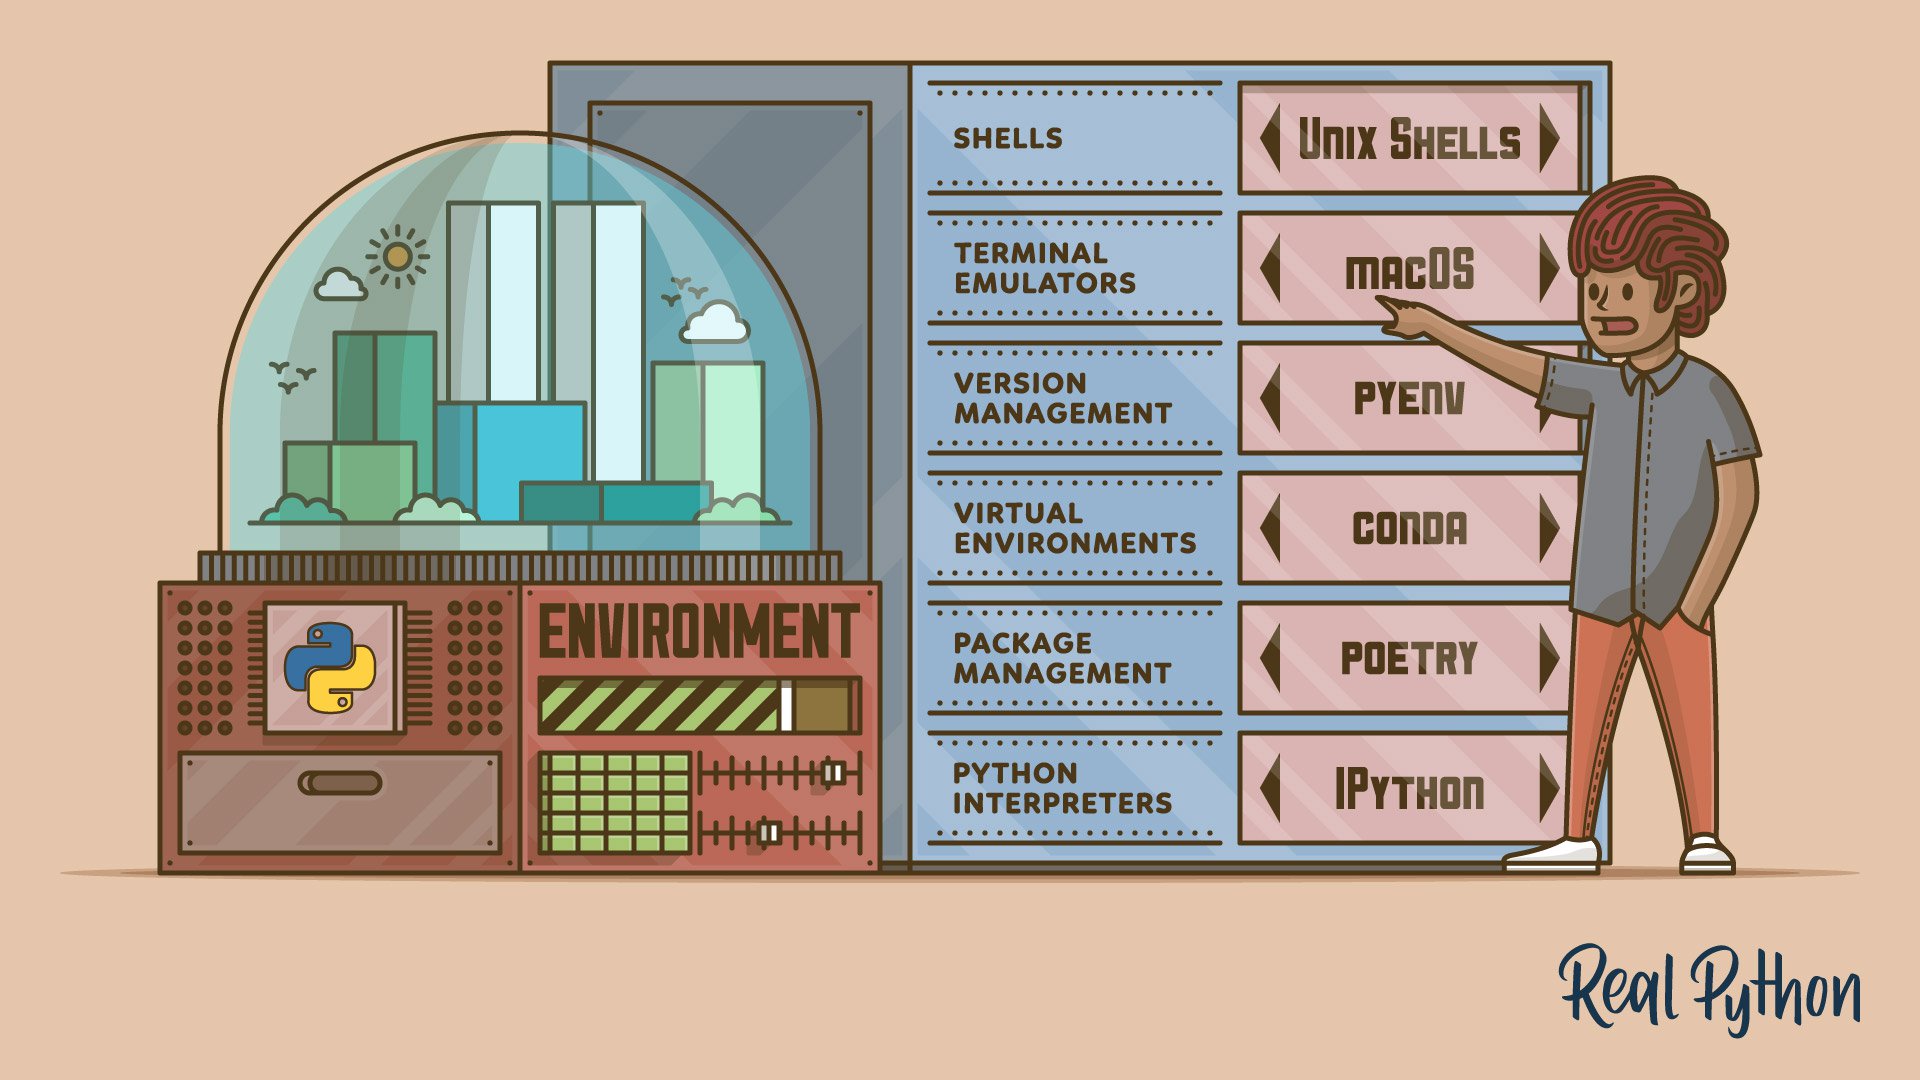 SHELLS
UNIX SHELLS
TERMINAL
EMULATORS
macOS
VERSION
MANAGEMENT
PYENV
VIRTUAL
ENVIRONMENTS
CONDA
PACKAGE
MANAGEMENT
POETRY
PYTHON
INTERPRETERS
IPYTHON
ENVIRONMENT
Real Python